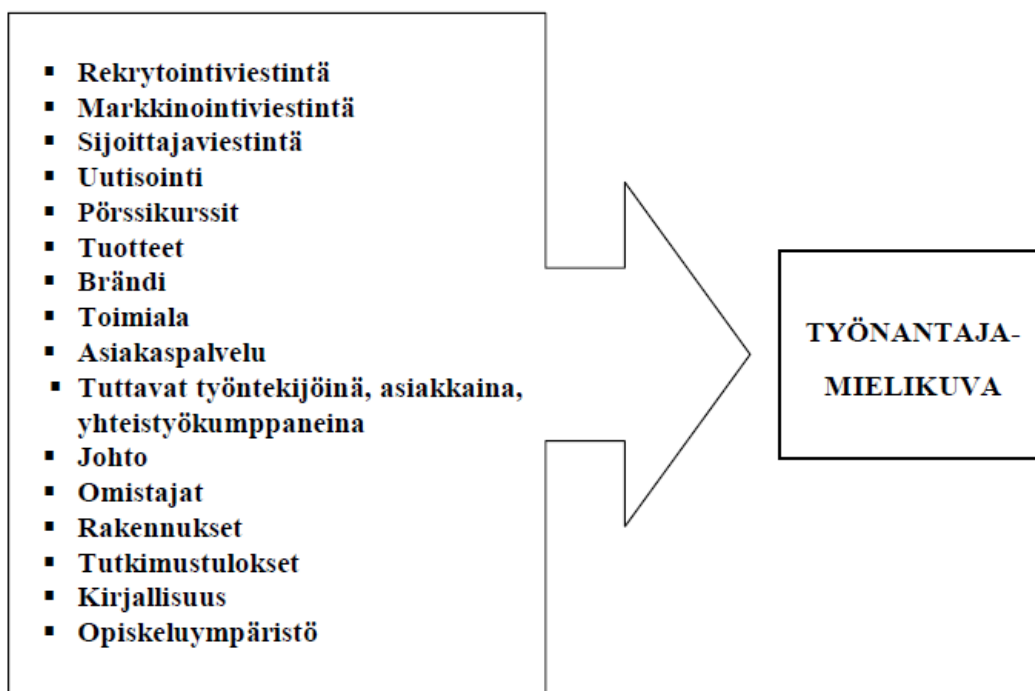 ▪ Rekrytointiviestintä
▪ Markkinointiviestintä
▪ Sijoittajaviestintä
▪ Uutisointi
▪ Pörssikurssit
▪ Tuotteet
▪ Brändi
▪ Toimiala
▪ Asiakaspalvelu
▪ Tuttavat työntekijöinä, asiakkaina,
yhteistyökumppaneina
▪ Johto
▪ Omistajat
▪ Rakennukset
▪ Tutkimustulokset
▪ Kirjallisuus
▪ Opiskeluympäristö
TYÖNANTAJA-
MIELIKUVA